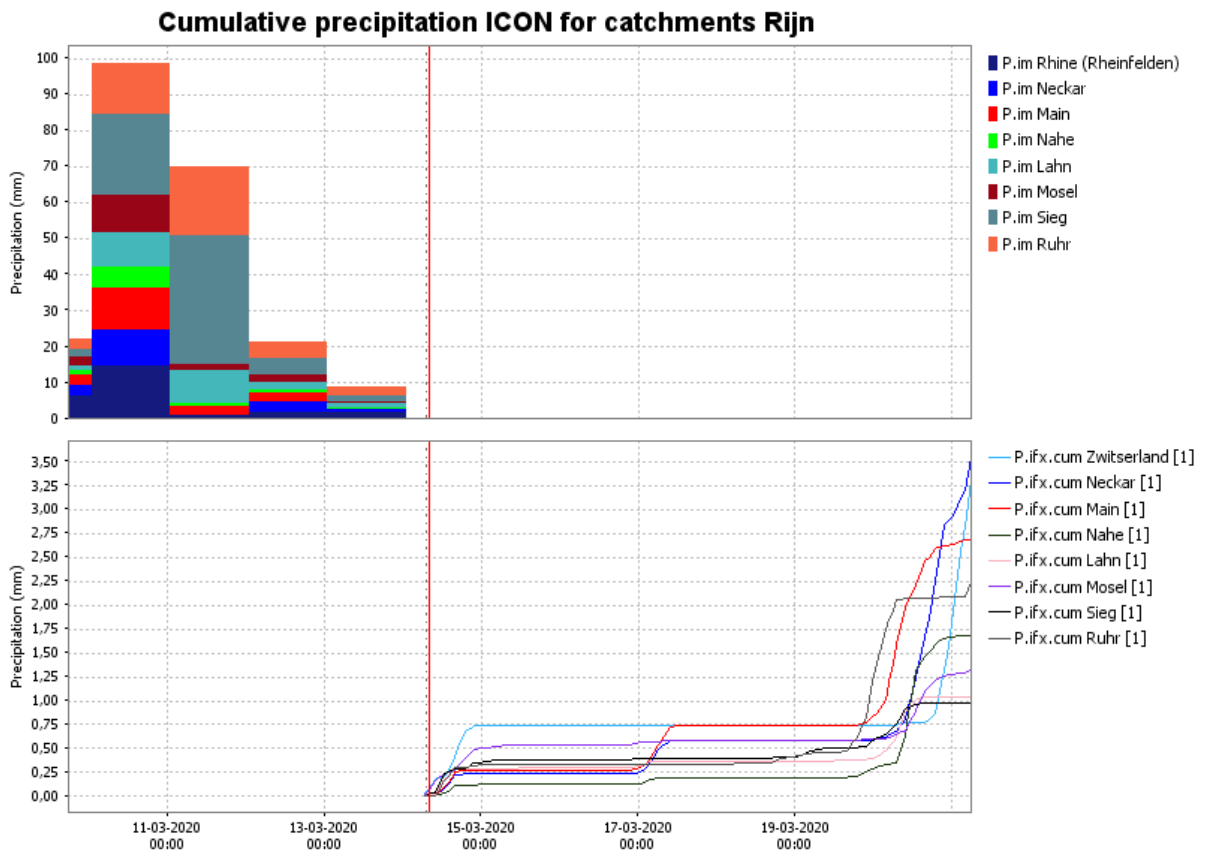 Cumulative precipitation ICON for catchments Rijn
100
90
80
70
60
50
40
30
20
10
0
Precipitation (mm)
P.im Rhine (Rheinfelden)
P.im Neckar
P.im Main
P.im Nahe
P.im Lahn
P.im Mosel
P.im Sieg
P.im Ruhr
3,50
3,25
3,00
2,75
2,50
2,25
2,00
1,75
1,50
1,25
1,00
0,75
0,50
0,25
0,00
Precipitation (mm)
P.ifx.cum Zwitserland [1]
P.ifx.cum Neckar [1]
P.ifx.cum Main [1]
P.ifx.cum Nahe [1]
P.ifx.cum Lahn [1]
P.ifx.cum Mosel [1]
P.ifx.cum Sieg [1]
P.ifx.cum Ruhr [1]
11-03-2020 13-03-2020 15-03-2020 17-03-2020 19-03-2020
00:00 00:00 00:00 00:00 00:00